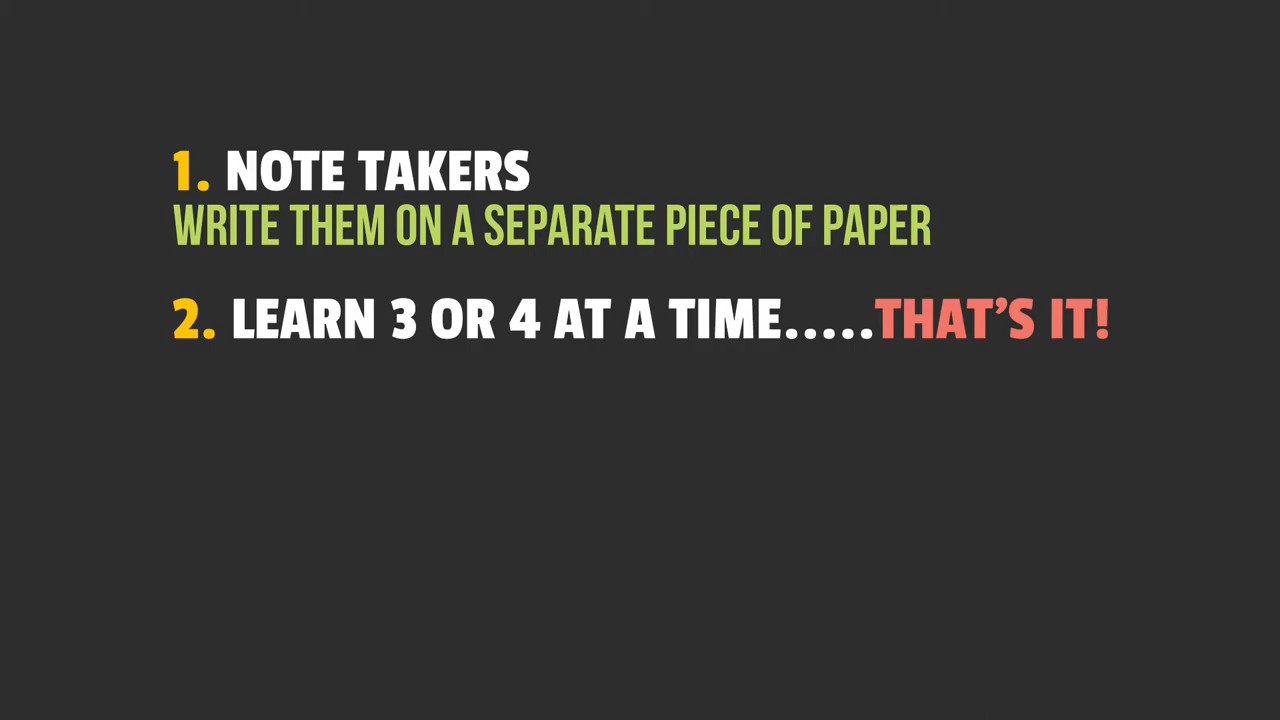 1. NOTE TAKERS
WRITE THEM ON A SEPARATE PIECE OF PAPER
2. LEARN 3 OR 4 AT A TIME.....THAT'S IT!